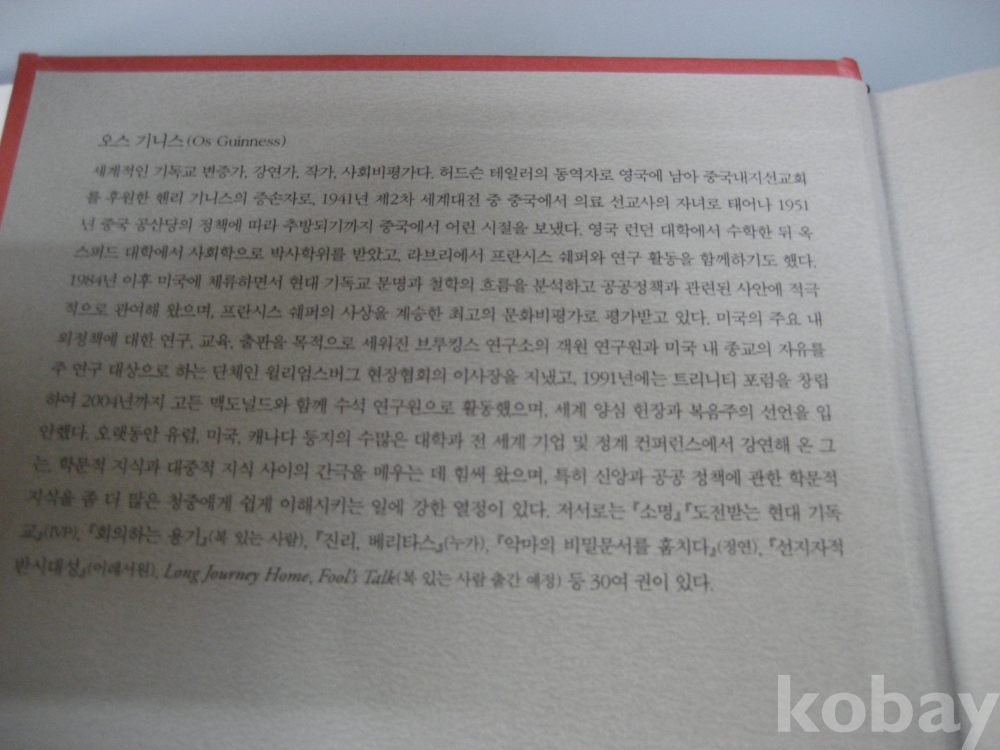 오스 기니스(Os Guinness)
세계적인 기독교 변증가, 강연가, 작가, 사회비평가다. 허드슨 테일러의 동역자로 영국에 남아 중국내지선교회
를 후원한 헨리 기니스의 증손자로, 1941년 제2차 세계대전 중 중국에서 의료 선교사의 자녀로 태어나 1951
년 중국 공산당의 정책에 따라 추방되기까지 중국에서 어린 시절을 보냈다. 영국 런던 대학에서 수학한 뒤 옥
스퍼드 대학에서 사회학으로 박사학위를 받았고, 라브리에서 프란시스 쉐퍼와 연구 활동을 함께하기도 했다.
1984년 이후 미국에 체류하면서 현대 기독교 문명과 철학의 흐름을 분석하고 공공정책과 관련된 사안에 적극
적으로 관여해 왔으며, 프란시스 쉐퍼의 사상을 계승한 최고의 문화비평가로 평가받고 있다. 미국의 주요 내
외정책에 대한 연구, 교육, 출판을 목적으로 세워진 브루킹스 연구소의 객원 연구원과 미국 내 종교의 자유를
주 연구 대상으로 하는 단체인 윌리엄스버그 헌장협회의 이사장을 지냈고, 1991년에는 트리니티 포럼을 창립
하여 2004년까지 고든 맥도널드와 함께 수석 연구원으로 활동했으며, 세계 양심 헌장과 복음주의 선언을 입
안했다. 오랫동안 유럽, 미국, 캐나다 등지의 수많은 대학과 전 세계 기업 및 정계 컨퍼런스에서 강연해 온 그
는, 학문적 지식과 대중적 지식 사이의 간극을 메우는 데 힘써 왔으며, 특히 신앙과 공공 정책에 관한 학문적
지식을 좀 더 많은 청중에게 쉽게 이해시키는 일에 강한 열정이 있다. 저서로는 『소명』 『도전받는 현대 기독
교』(IVP), 『회의하는 용기』(복 있는 사람), 『진리, 베리타스』(누가), 『악마의 비밀문서를 훔치다』(정연), 『선지자적
반시대성』(이레서원), Long Journey Home, Fool's Talk(복 있는 사람 출간 예정) 등 30여 권이 있다.
kobay